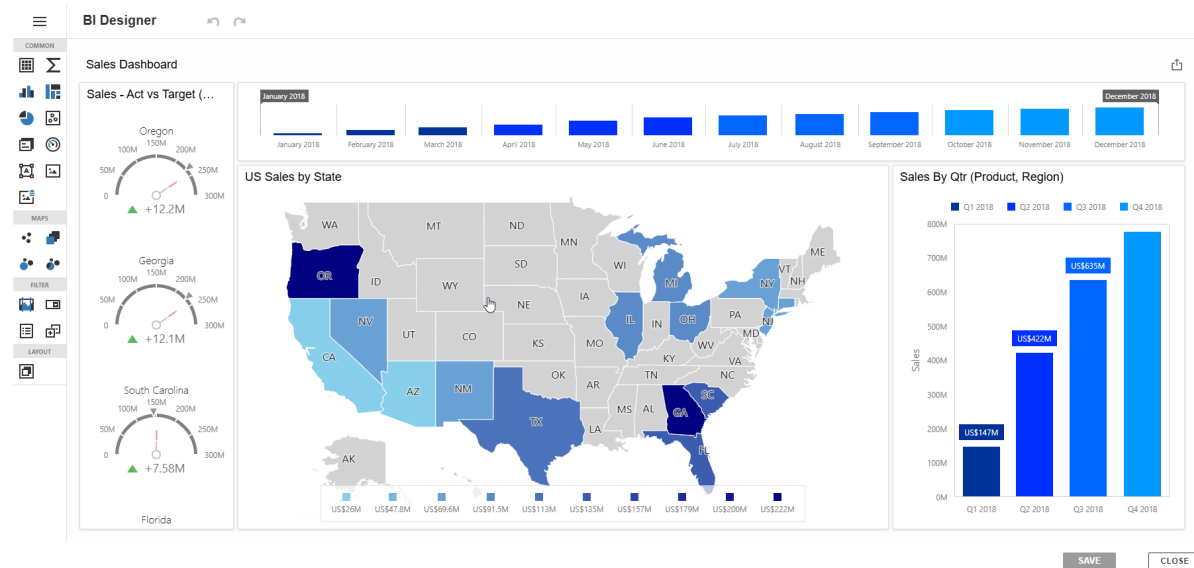 BI Designer
COMMON
MAPS
FILTER
LAYOUT
Sales Dashboard
Sales - Act vs Target (...
Oregon
0
50M
100M
150M
200M
250M
300M
+12.2M
Georgia
0
50M
100M
150M
200M
250M
300M
+12.1M
South Carolina
0
50M
100M
150M
200M
250M
300M
+7.58M
Florida
January 2018
December 2018
January 2018 February 2018 March 2018 April 2018 May 2018 June 2018 July 2018 August 2018 September 2018 October 2018 November 2018 December 2018
US Sales by State
WA
MT
ND
MN
ME
OR
ID
SD
WI
VT
NH
WY
MI
NY
NE
IA
PA
NJ
NV
UT
CO
IL
IN
OH
MD
CA
KS
MO
KY
WV
VA
AZ
NM
OK
AR
TN
NC
TX
LA
MS
AL
GA
SC
FL
AK
US$26M US$47.8M US$69.6M US$91.5M US$113M US$135M US$157M US$179M US$200M US$222M
Sales By Qtr (Product, Region)
Q1 2018 Q2 2018 Q3 2018 Q4 2018
Sales
800M
700M
600M
500M
400M
300M
200M
100M
0M
US$147M
US$422M
US$635M
Q1 2018 Q2 2018 Q3 2018 Q4 2018
SAVE
CLOSE